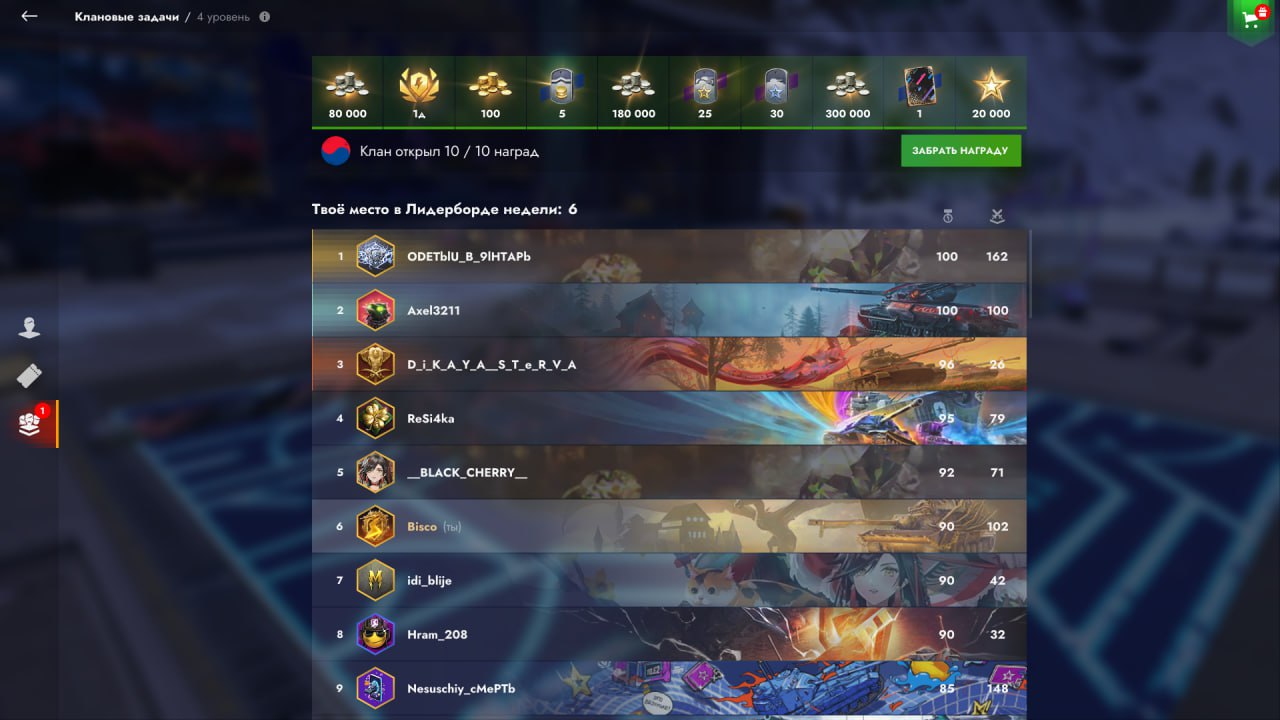 Клановые задачи / 4 уровень
80 000 1д 100 5 180 000 25 30 300 000 1 20 000
Клан открыл 10 / 10 наград
ЗАБРАТЬ НАГРАДУ
Твоё место в Лидерборде недели: 6
1 ODETblU_B_9lHTAPb 100 162
2 Axel3211 100 100
3 D_i_K_A_Y_A__S_T_e_R_V_A 96 26
4 ReSi4ka 95 79
5 __BLACK_CHERRY__ 92 71
1
6 Bisco (ты) 90 102
7 idi_blije 90 42
8 Hram_208 90 32
9 Nesuschiy_cMePTb 85 148